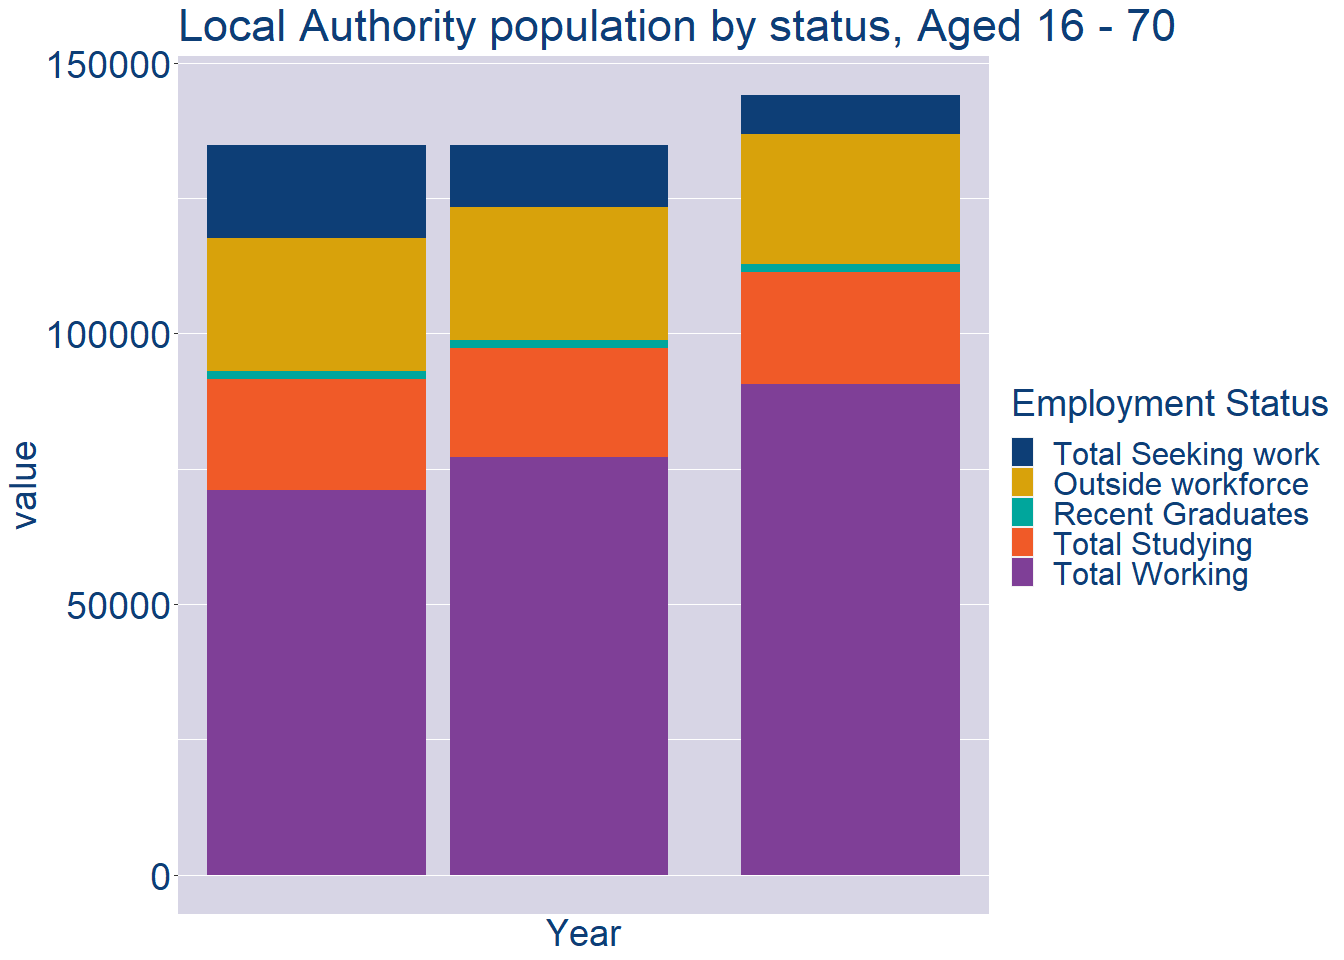 Local Authority population by status, Aged 16 - 70
150000
100000
50000
0
value
Year
Employment Status
Total Seeking work
Outside workforce
Recent Graduates
Total Studying
Total Working